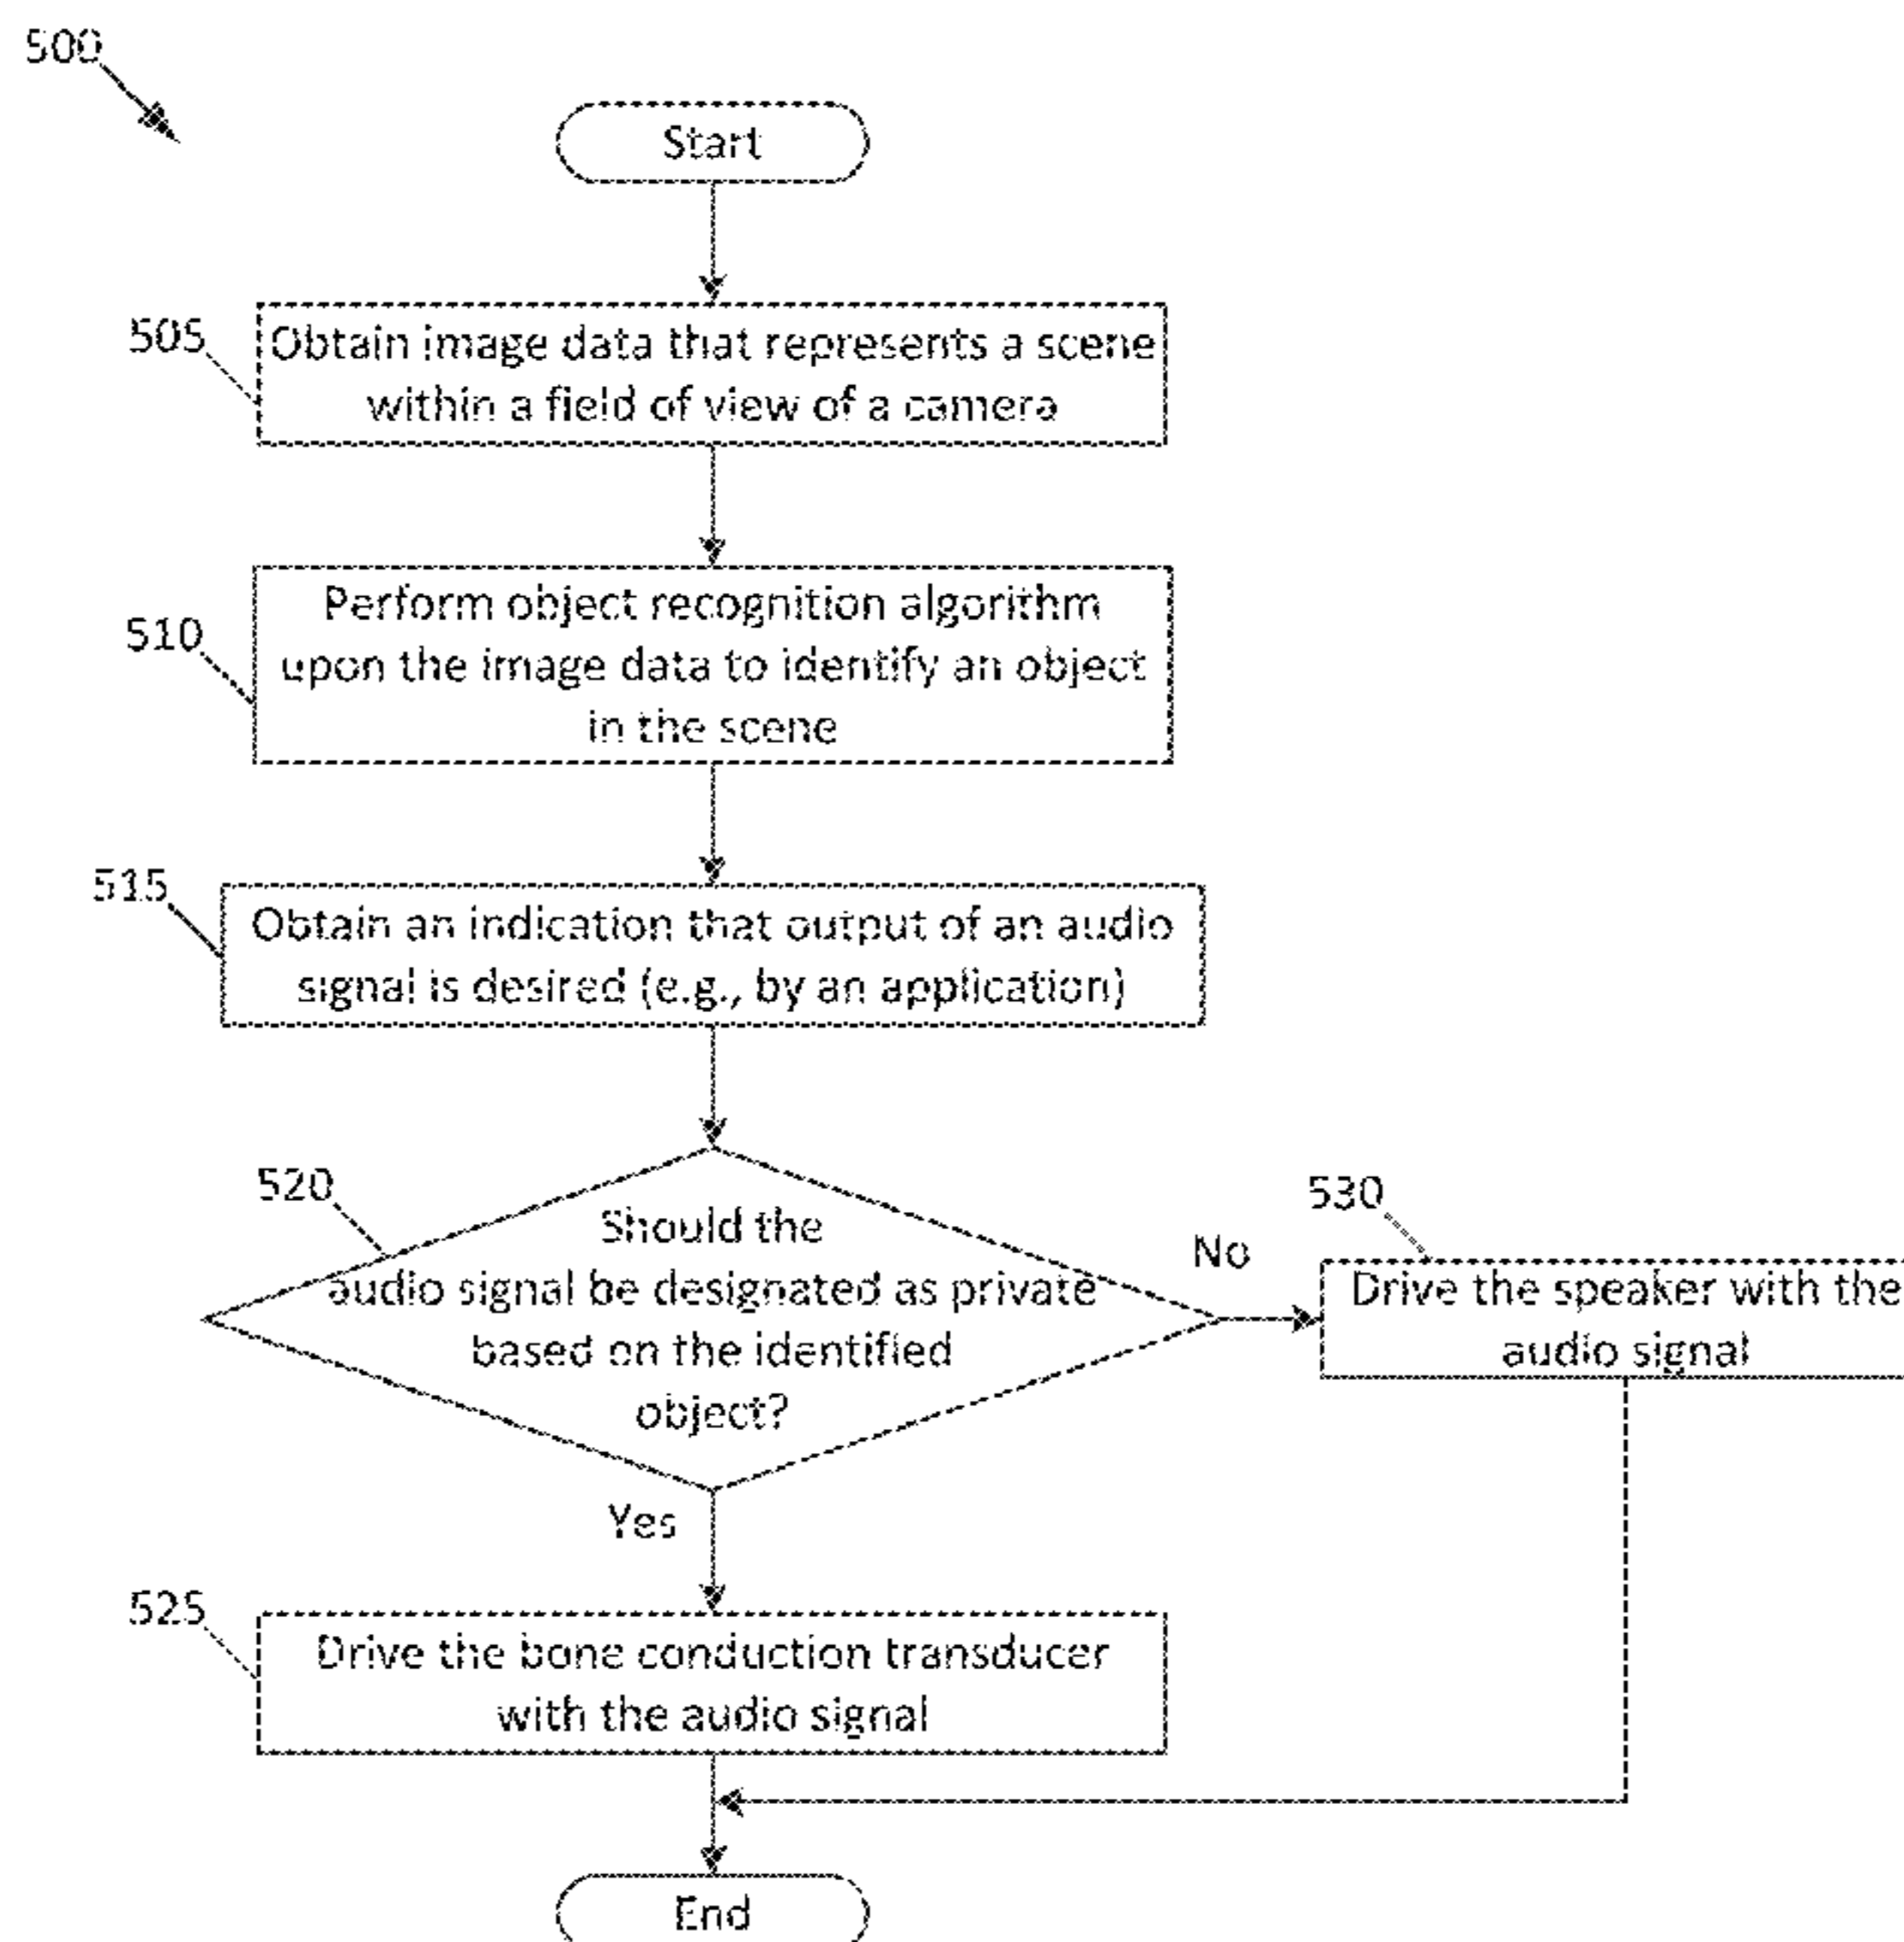 500
Start
505
Obtain image data that represents a scene
within a field of view of a camera
510
Perform object recognition algorithm
upon the image data to identify an object
in the scene
515
Obtain an indication that output of an audio
signal is desired (e.g., by an application)
520
Should the
audio signal be designated as private
based on the identified
object?
No
530
Drive the speaker with the
audio signal
Yes
525
Drive the bone conduction transducer
with the audio signal
End